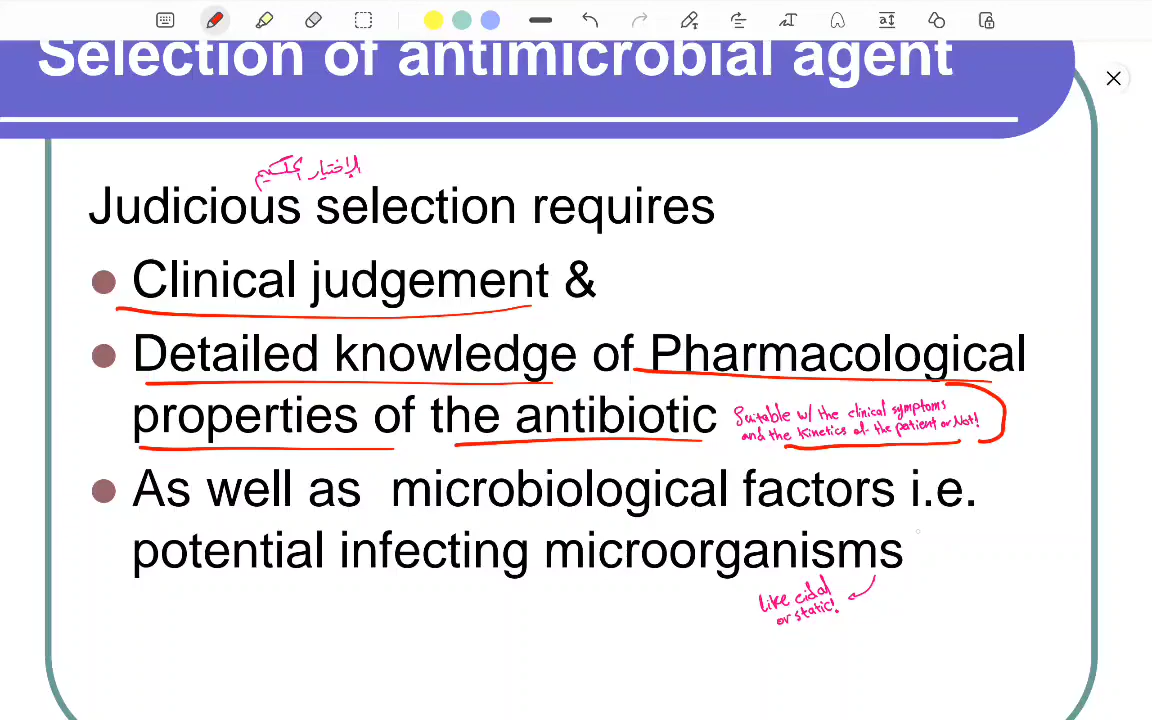 Selection of antimicrobial agent
الإختيار الحكيم
Judicious selection requires
Clinical judgement &
Detailed knowledge of Pharmacological
properties of the antibiotic
Suitable w/ the clinical symptoms
and the kinetics of the patient or Not!
As well as microbiological factors i.e.
potential infecting microorganisms
like cidal
or static!